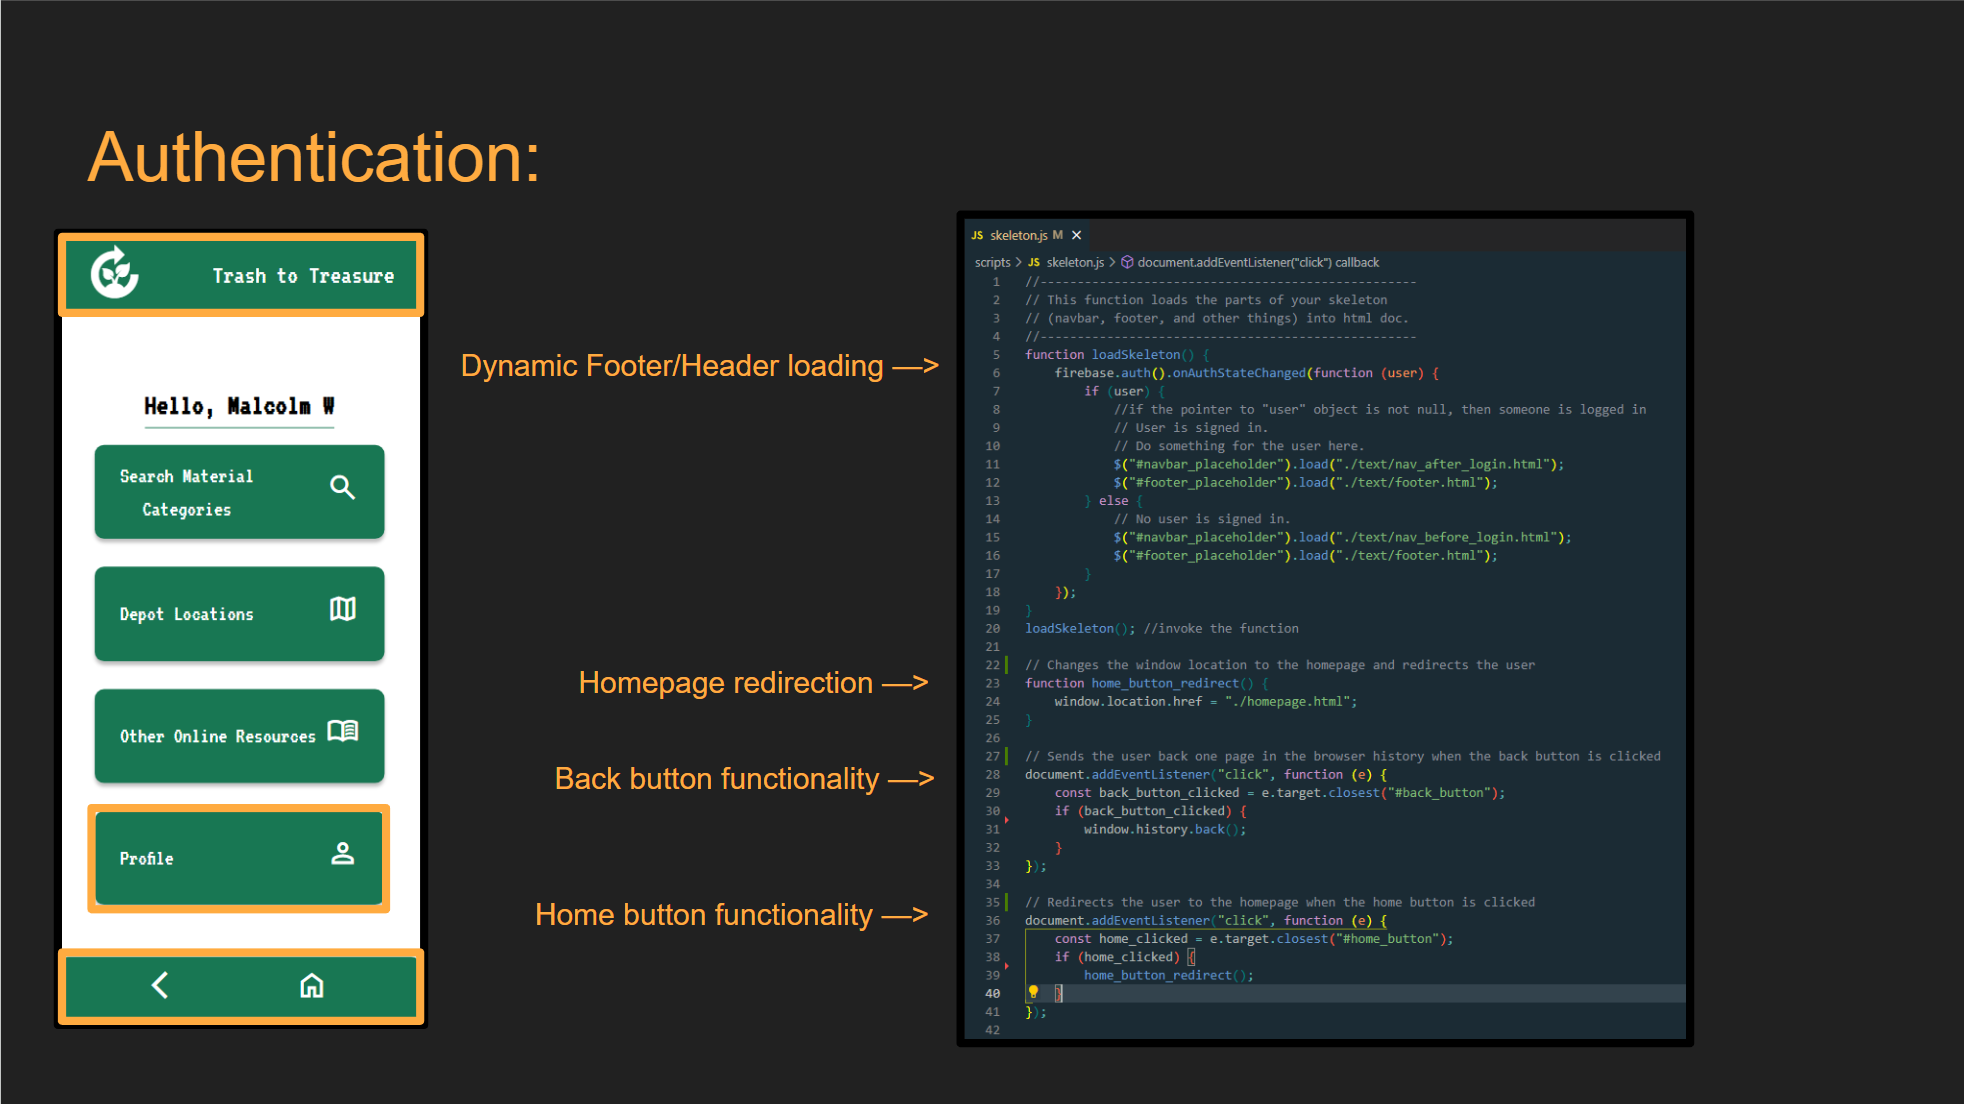 Authentication:
Trash to Treasure
Hello, Malcolm W
Search Material
Categories
Depot Locations
Other Online Resources
Profile
Dynamic Footer/Header loading —>
Homepage redirection —>
Back button functionality —>
Home button functionality —>
JS skeleton.js M ×
scripts > JS skeleton.js > document.addEventListener("click") callback
1 //---------------------------------------------------
2 // This function loads the parts of your skeleton
3 // (navbar, footer, and other things) into html doc.
4 //---------------------------------------------------
5 function loadSkeleton() {
6 firebase.auth().onAuthStateChanged(function (user) {
7 if (user) {
8 //if the pointer to "user" object is not null, then someone is logged in
9 // User is signed in.
10 // Do something for the user here.
11 $("#navbar_placeholder").load("./text/nav_after_login.html");
12 $("#footer_placeholder").load("./text/footer.html");
13 } else {
14 // No user is signed in.
15 $("#navbar_placeholder").load("./text/nav_before_login.html");
16 $("#footer_placeholder").load("./text/footer.html");
17 }
18 });
19 }
20 loadSkeleton(); //invoke the function
21
22 // Changes the window location to the homepage and redirects the user
23 function home_button_redirect() {
24 window.location.href = "./homepage.html";
25 }
26
27 // Sends the user back one page in the browser history when the back button is clicked
28 document.addEventListener("click", function (e) {
29 const back_button_clicked = e.target.closest("#back_button");
30 if (back_button_clicked) {
31 window.history.back();
32 }
33 });
34
35 // Redirects the user to the homepage when the home button is clicked
36 document.addEventListener("click", function (e) {
37 const home_clicked = e.target.closest("#home_button");
38 if (home_clicked) {
39 home_button_redirect();
40 }
41 });
42